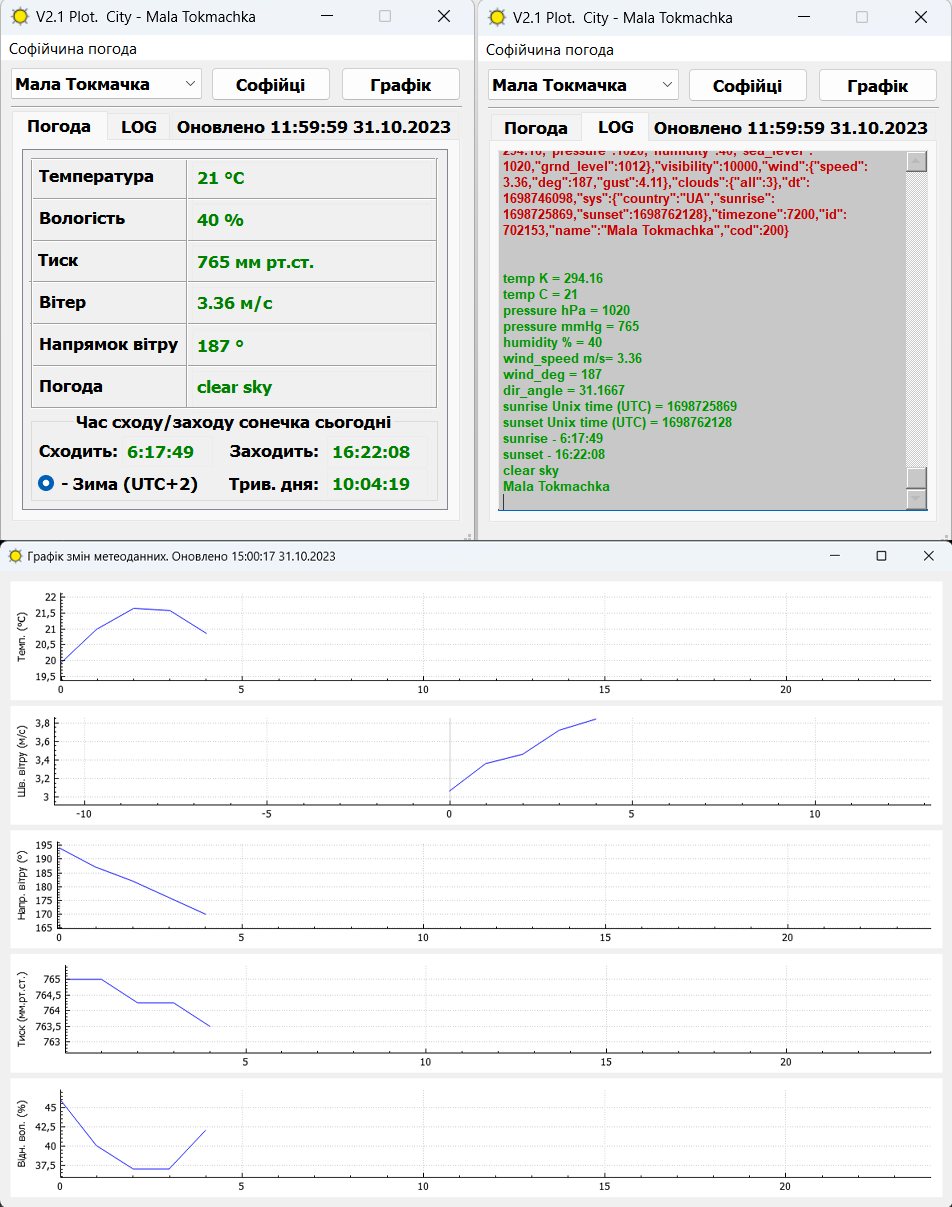 V2.1 Plot.  City - Mala Tokmachka
Софійчина погода
Мала Токмачка
Софійці
Графік
Погода
LOG
Оновлено 11:59:59 31.10.2023
Температура
21 °C
Вологість
40 %
Тиск
765 мм рт.ст.
Вітер
3.36 м/с
Напрямок вітру
187 °
Погода
clear sky
Час сходу/заходу сонечка сьогодні
Сходить: 6:17:49
Заходить: 16:22:08
- Зима (UTC+2)
Трив. дня: 10:04:19
V2.1 Plot.  City - Mala Tokmachka
Софійчина погода
Мала Токмачка
Софійці
Графік
Погода
LOG
Оновлено 11:59:59 31.10.2023
294.16,"pressure":1020,"humidity":40,"sea_level":
1020,"grnd_level":1012},"visibility":10000,"wind":{"speed":
3.36,"deg":187,"gust":4.11},"clouds":{"all":3},"dt":
1698746098,"sys":{"country":"UA","sunrise":
1698725869,"sunset":1698762128},"timezone":7200,"id":
702153,"name":"Mala Tokmachka","cod":200}
temp K = 294.16
temp C = 21
pressure hPa = 1020
pressure mmHg = 765
humidity % = 40
wind_speed m/s= 3.36
wind_deg = 187
dir_angle = 31.1667
sunrise Unix time (UTC) = 1698725869
sunset Unix time (UTC) = 1698762128
sunrise - 6:17:49
sunset - 16:22:08
clear sky
Mala Tokmachka
Графік змін метеоданних. Оновлено 15:00:17 31.10.2023
Темп. (°C)
22
21,5
21
20,5
20
19,5
0 5 10 15 20
Шв. вітру (м/с)
3,8
3,6
3,4
3,2
3
-10 -5 0 5 10
Напр. вітру (°)
195
190
185
180
175
170
165
0 5 10 15 20
Тиск (мм.рт.ст.)
765
764,5
764
763,5
763
5 10 15 20
Відн. вол. (%)
45
42,5
40
37,5
0 5 10 15 20